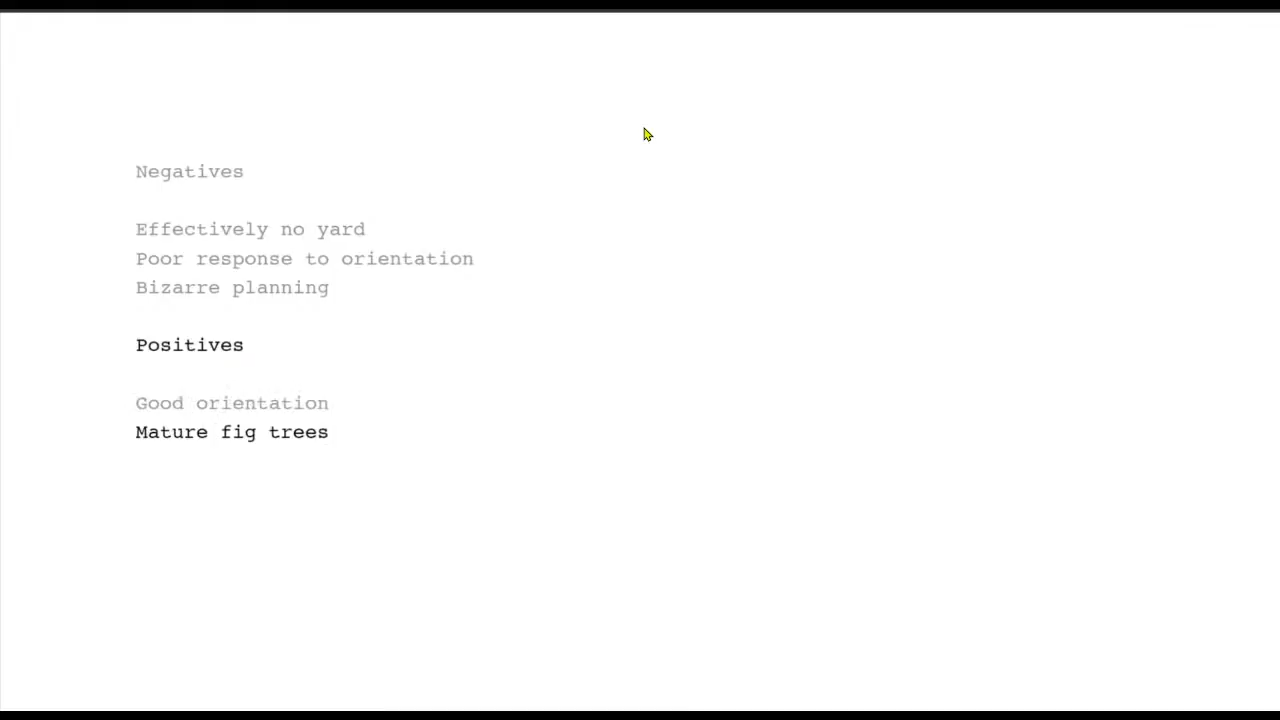 Negatives
Effectively no yard
Poor response to orientation
Bizarre planning
Positives
Good orientation
Mature fig trees